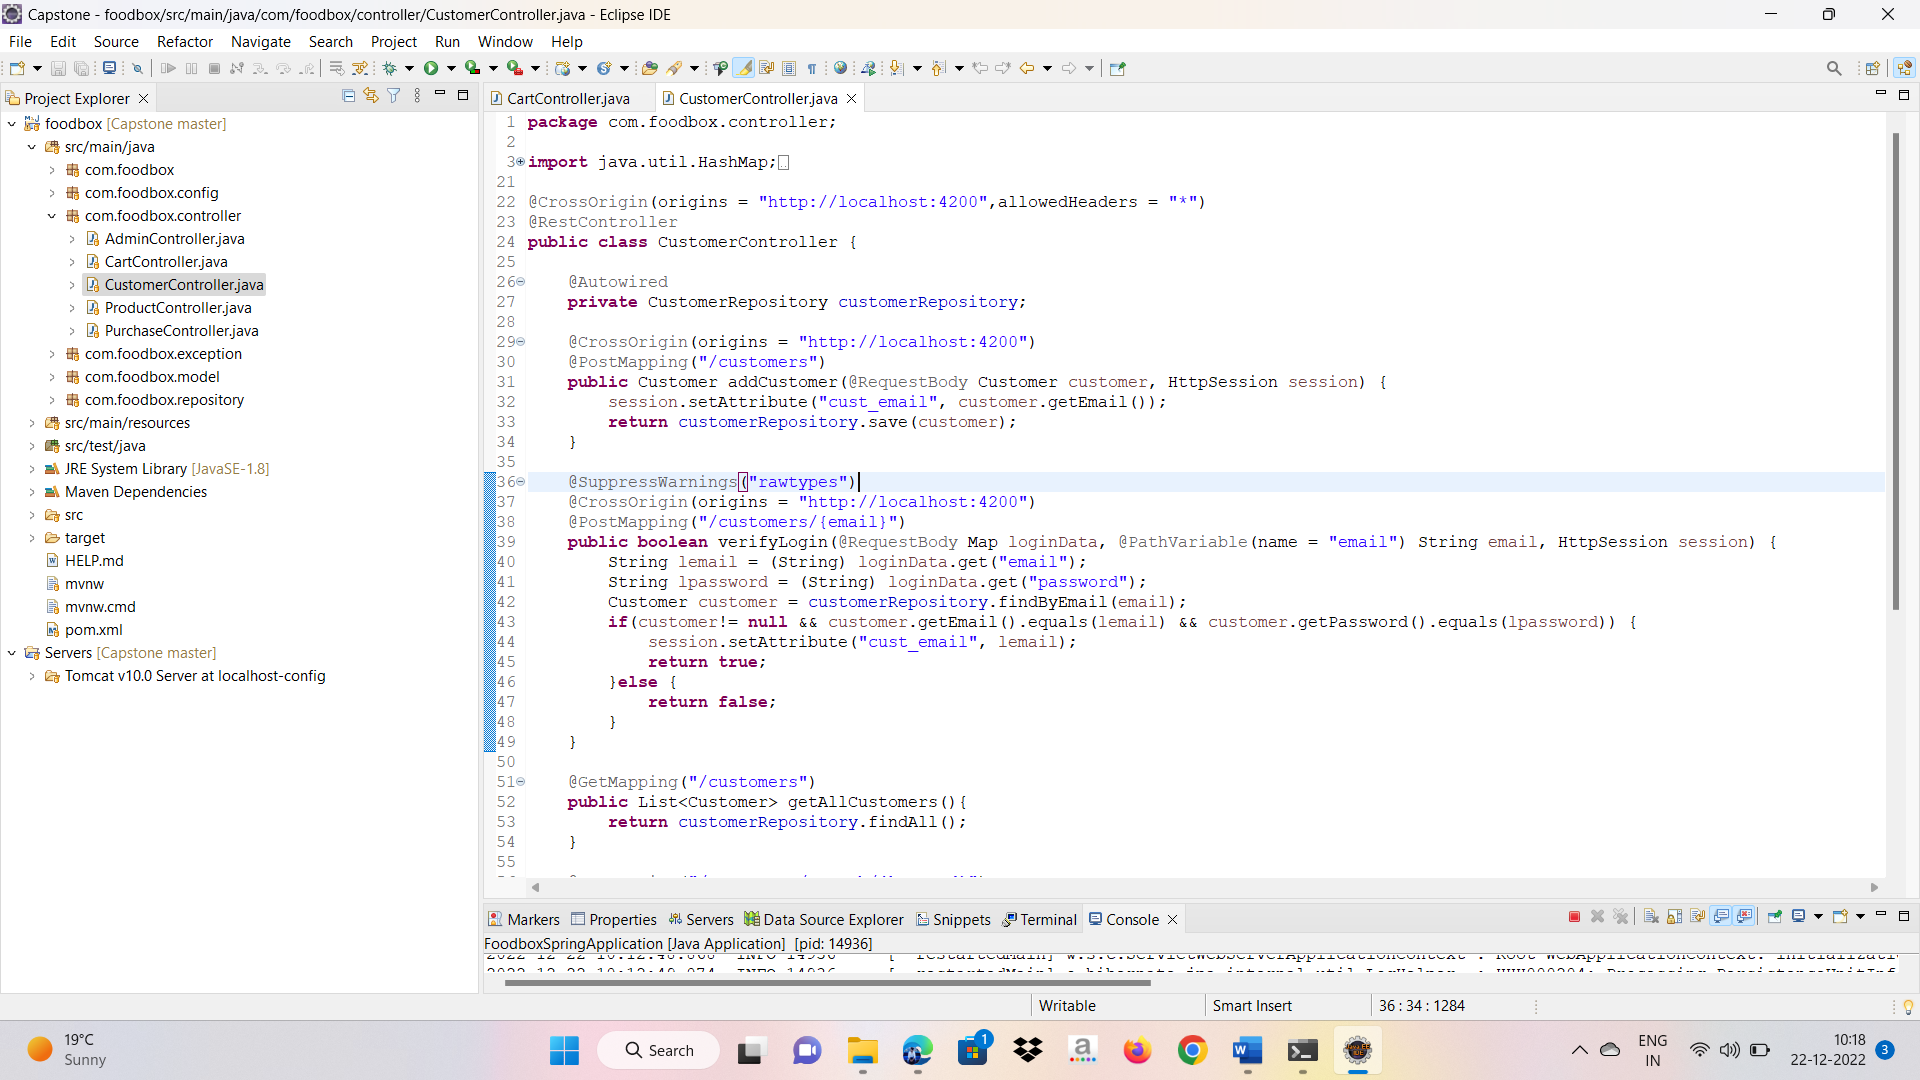 Capstone - foodbox/src/main/java/com/foodbox/controller/CustomerController.java - Eclipse IDE
File Edit Source Refactor Navigate Search Project Run Window Help
Project Explorer
foodbox [Capstone master]
src/main/java
com.foodbox
com.foodbox.config
com.foodbox.controller
AdminController.java
CartController.java
CustomerController.java
ProductController.java
PurchaseController.java
com.foodbox.exception
com.foodbox.model
com.foodbox.repository
src/main/resources
src/test/java
JRE System Library [JavaSE-1.8]
Maven Dependencies
src
target
HELP.md
mvnw
mvnw.cmd
pom.xml
Servers [Capstone master]
Tomcat v10.0 Server at localhost-config
CartController.java CustomerController.java
1 package com.foodbox.controller;
2
3 import java.util.HashMap;
21
22 @CrossOrigin(origins = "http://localhost:4200",allowedHeaders = "*")
23 @RestController
24 public class CustomerController {
25
26 @Autowired
27 private CustomerRepository customerRepository;
28
29 @CrossOrigin(origins = "http://localhost:4200")
30 @PostMapping("/customers")
31 public Customer addCustomer(@RequestBody Customer customer, HttpSession session) {
32 session.setAttribute("cust_email", customer.getEmail());
33 return customerRepository.save(customer);
34 }
35
36 @SuppressWarnings("rawtypes")
37 @CrossOrigin(origins = "http://localhost:4200")
38 @PostMapping("/customers/{email}")
39 public boolean verifyLogin(@RequestBody Map loginData, @PathVariable(name = "email") String email, HttpSession session) {
40 String lemail = (String) loginData.get("email");
41 String lpassword = (String) loginData.get("password");
42 Customer customer = customerRepository.findByEmail(email);
43 if(customer!= null && customer.getEmail().equals(lemail) && customer.getPassword().equals(lpassword)) {
44 session.setAttribute("cust_email", lemail);
45 return true;
46 }else {
47 return false;
48 }
49 }
50
51 @GetMapping("/customers")
52 public List<Customer> getAllCustomers(){
53 return customerRepository.findAll();
54 }
55
Markers Properties Servers Data Source Explorer Snippets Terminal Console
FoodboxSpringApplication [Java Application] [pid: 14936]
Writable Smart Insert 36 : 34 : 1284
19°C
Sunny
Search
1
ENG
IN
10:18
22-12-2022
3